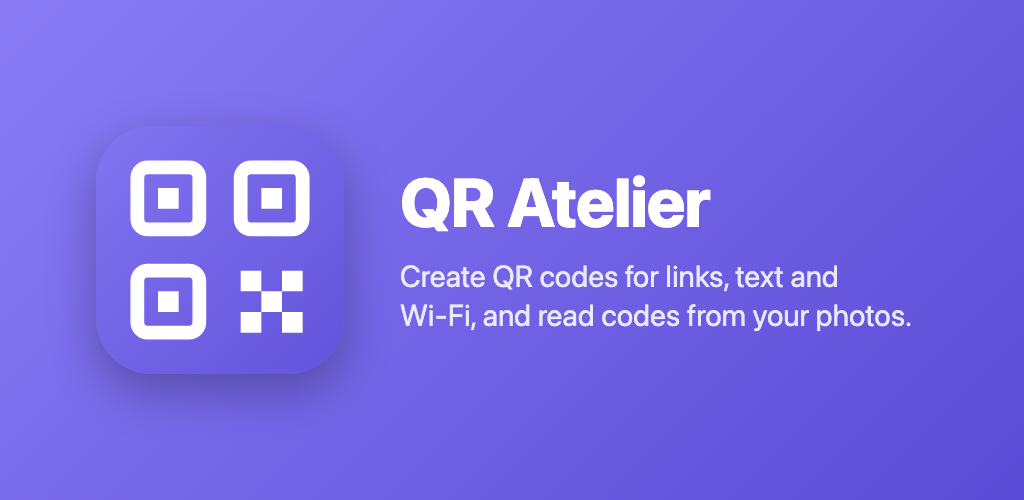 QR Atelier
Create QR codes for links, text and
Wi-Fi, and read codes from your photos.